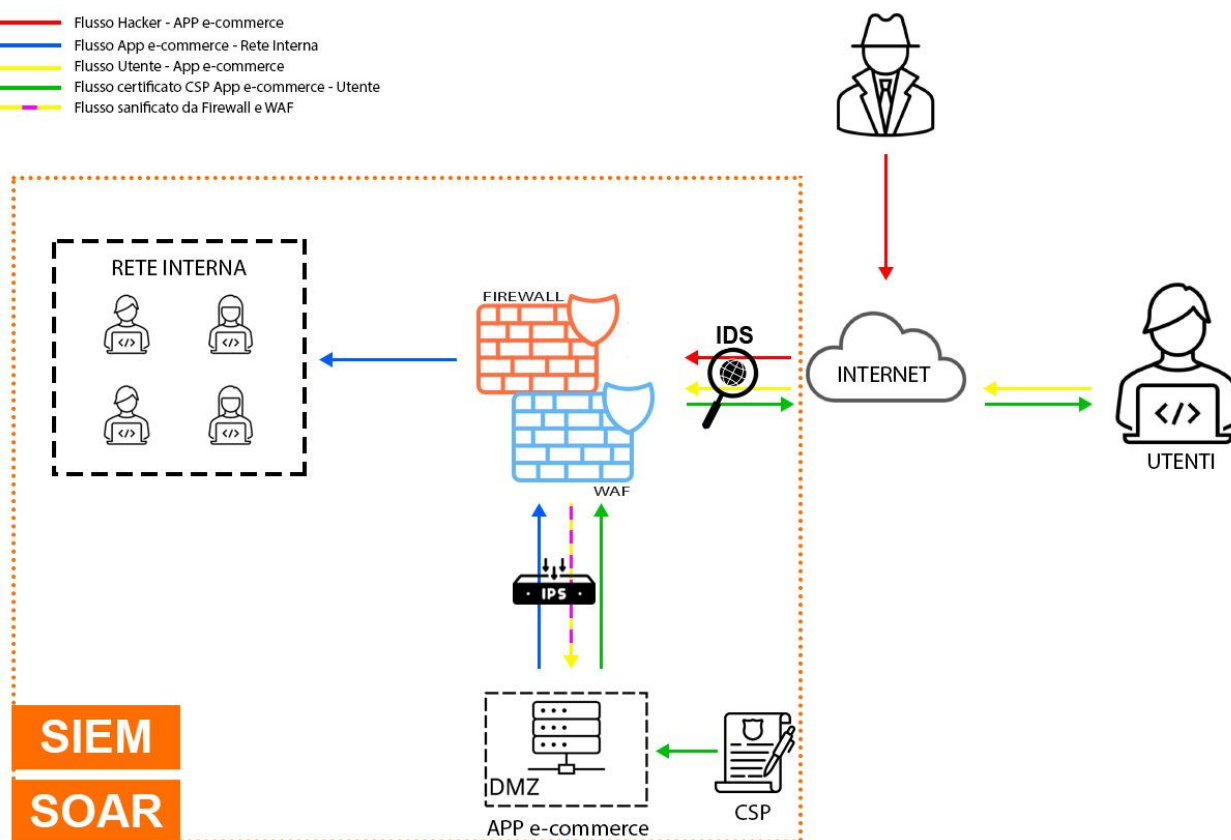 Flusso Hacker - APP e-commerce
Flusso App e-commerce - Rete Interna
Flusso Utente - App e-commerce
Flusso certificato CSP App e-commerce - Utente
Flusso sanificato da Firewall e WAF
RETE INTERNA
FIREWALL
IDS
INTERNET
UTENTI
WAF
IPS
SIEM
SOAR
DMZ
APP e-commerce
CSP